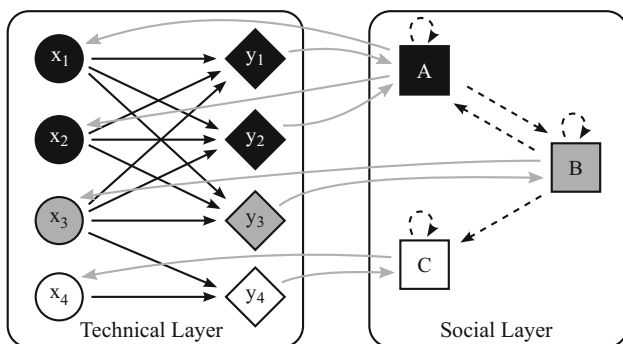 x₁ y₁ A
x₂ y₂
B
x₃ y₃
C
x₄ y₄
Technical Layer Social Layer